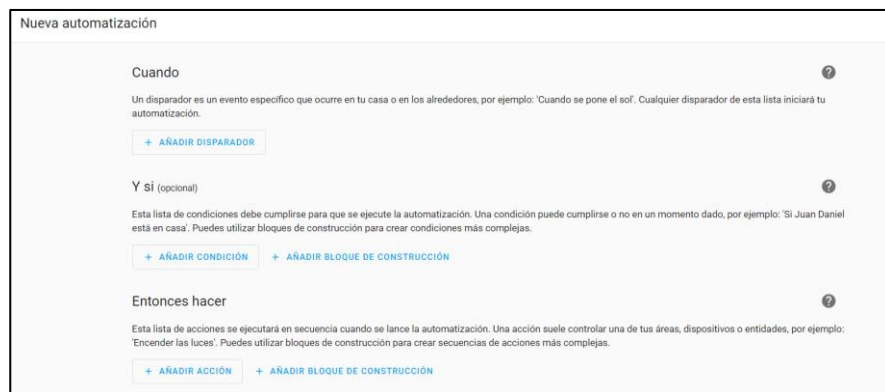 Nueva automatización
Cuando
Un disparador es un evento específico que ocurre en tu casa o en los alrededores, por ejemplo: 'Cuando se pone el sol'. Cualquier disparador de esta lista iniciará tu
automatización.
+ AÑADIR DISPARADOR
Y si (opcional)
Esta lista de condiciones debe cumplirse para que se ejecute la automatización. Una condición puede cumplirse o no en un momento dado, por ejemplo: 'Si Juan Daniel
está en casa'. Puedes utilizar bloques de construcción para crear condiciones más complejas.
+ AÑADIR CONDICIÓN + AÑADIR BLOQUE DE CONSTRUCCIÓN
Entonces hacer
Esta lista de acciones se ejecutará en secuencia cuando se lance la automatización. Una acción suele controlar una de tus áreas, dispositivos o entidades, por ejemplo:
'Encender las luces'. Puedes utilizar bloques de construcción para crear secuencias de acciones más complejas.
+ AÑADIR ACCIÓN + AÑADIR BLOQUE DE CONSTRUCCIÓN